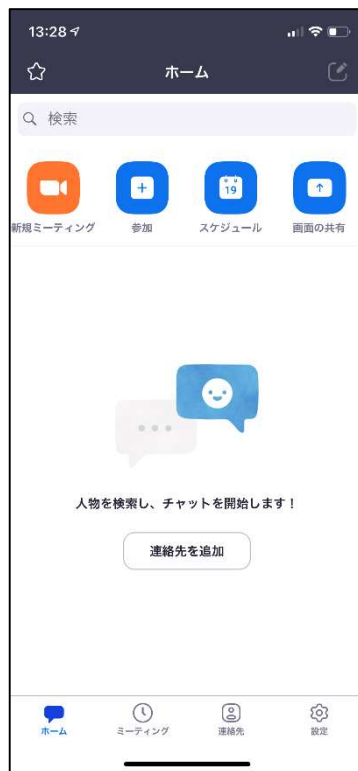 13:28
ホーム
検索
19
新規ミーティング 参加 スケジュール 画面の共有
人物を検索し、チャットを開始します！
連絡先を追加
ホーム ミーティング 連絡先 設定